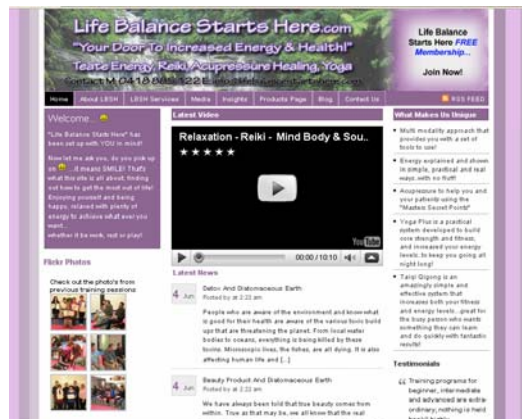 Life Balance Starts Here.com
"Your Door To Increased Energy & Health!"
Teate Energy, Reiki, Acupressure Healing, Yoga
Contact M: 0418 885 122 E:
Life Balance
Starts Here FREE
Membership...
Join Now!
Home About LBSH LBSH Services Media Insights Products Page Blog Contact Us
RSS FEED
Welcome...
"Life Balance Starts Here" has
been set up with YOU in mind!
Now let me ask you, do you pick up
on ... it means SMILE! That's
what this site is all about, finding
out how to get the most out of life!
Enjoying yourself and being
happy, relaxed with plenty of
energy to achieve what ever you
want...
whether it be work, rest or play!
Flickr Photos
Check out the photo's from
previous training sessions
Latest Video
Relaxation - Reiki - Mind Body & Sou..
YouTube
00:00 / 10:10
Latest News
4 Jun
Detox And Diatomaceous Earth
Posted by at 2:22 am
People who are aware of the environment and know what
is good for their health are aware of the various toxic build
ups that are threatening the planet. From local water
bodies to oceans, everything is being killed by these
toxins. Microscopic lives, the fishes, are all dying. It is also
affecting human life and [...]
4 Jun
Beauty Product And Diatomaceous Earth
Posted by at 2:22 am
We have always been told that true beauty comes from
within. True as that may be, we all know that the real
What Makes Us Unique
Multi modality approach that
provides you with a set of
tools to use!
Energy explained and shown
in simple, practical and real
ways, with no fluff!
Acupressure to help you and
your patients using the
"Masters Secret Points"
Yoga Plus is a practical
system developed to build
core strength and fitness,
and increased your energy
levels, to keep you going all
night long!
Taiqi Qigong is an
amazingly simple and
effective system that
increases both your fitness
and energy levels...great for
the busy person who wants
something they can learn
and do quickly with fantastic
results!
Testimonials
Training programs for
beginner, intermediate
and advanced are extra
ordinary, nothing is held